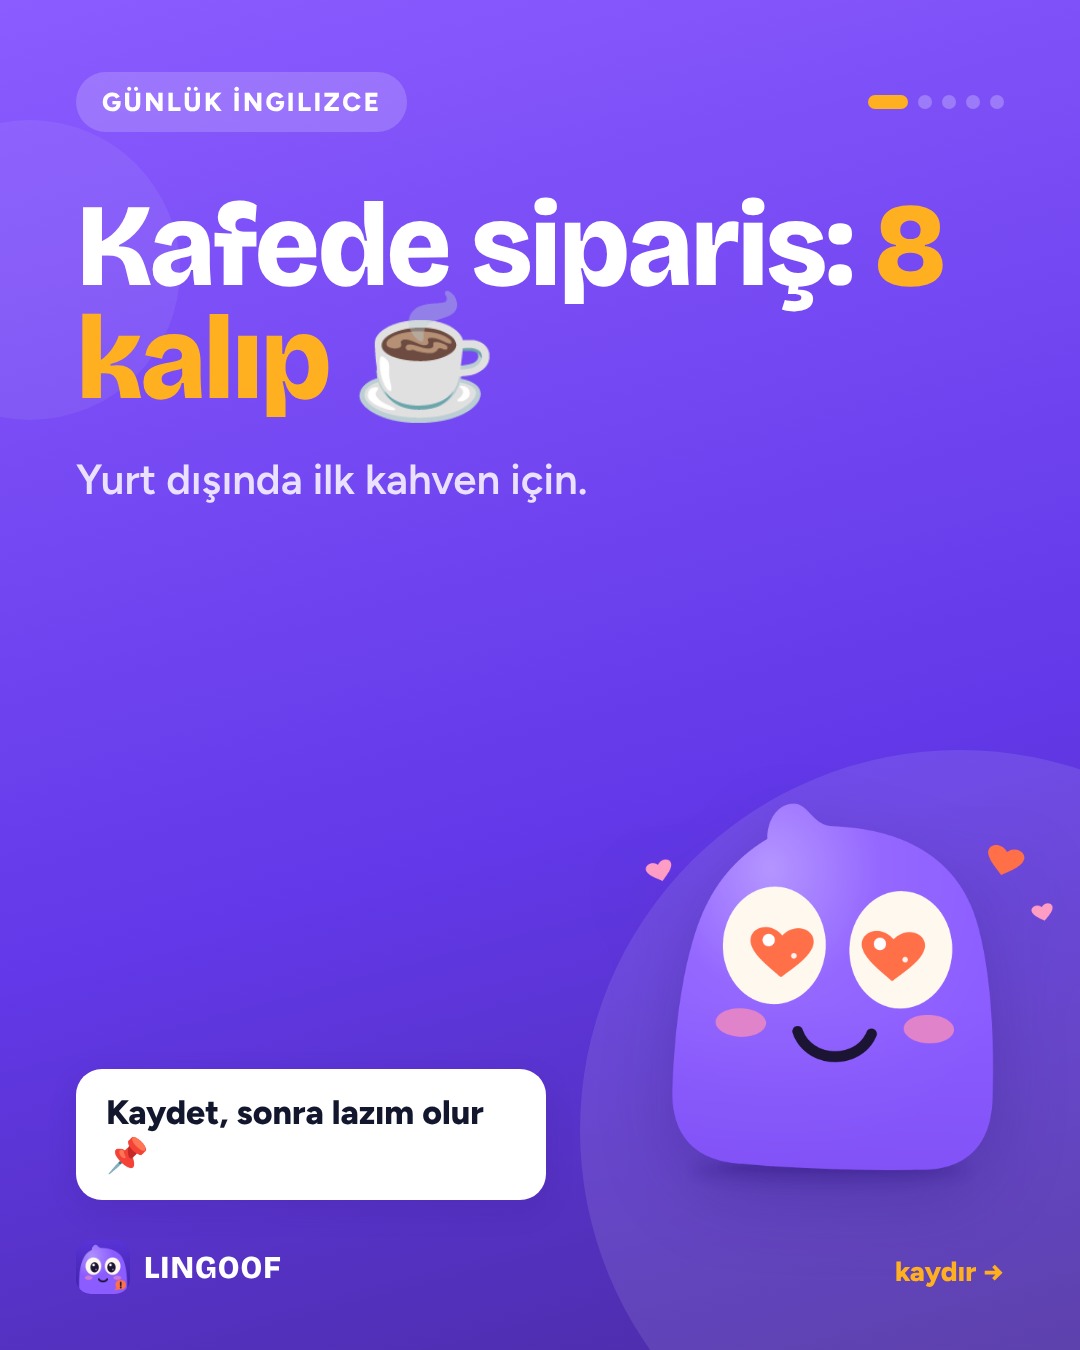 GÜNLÜK İNGILIZCE
Kafede sipariş: 8
kalıp ☕
Yurt dışında ilk kahven için.
Kaydet, sonra lazım olur
📌
LINGOOF
kaydır →